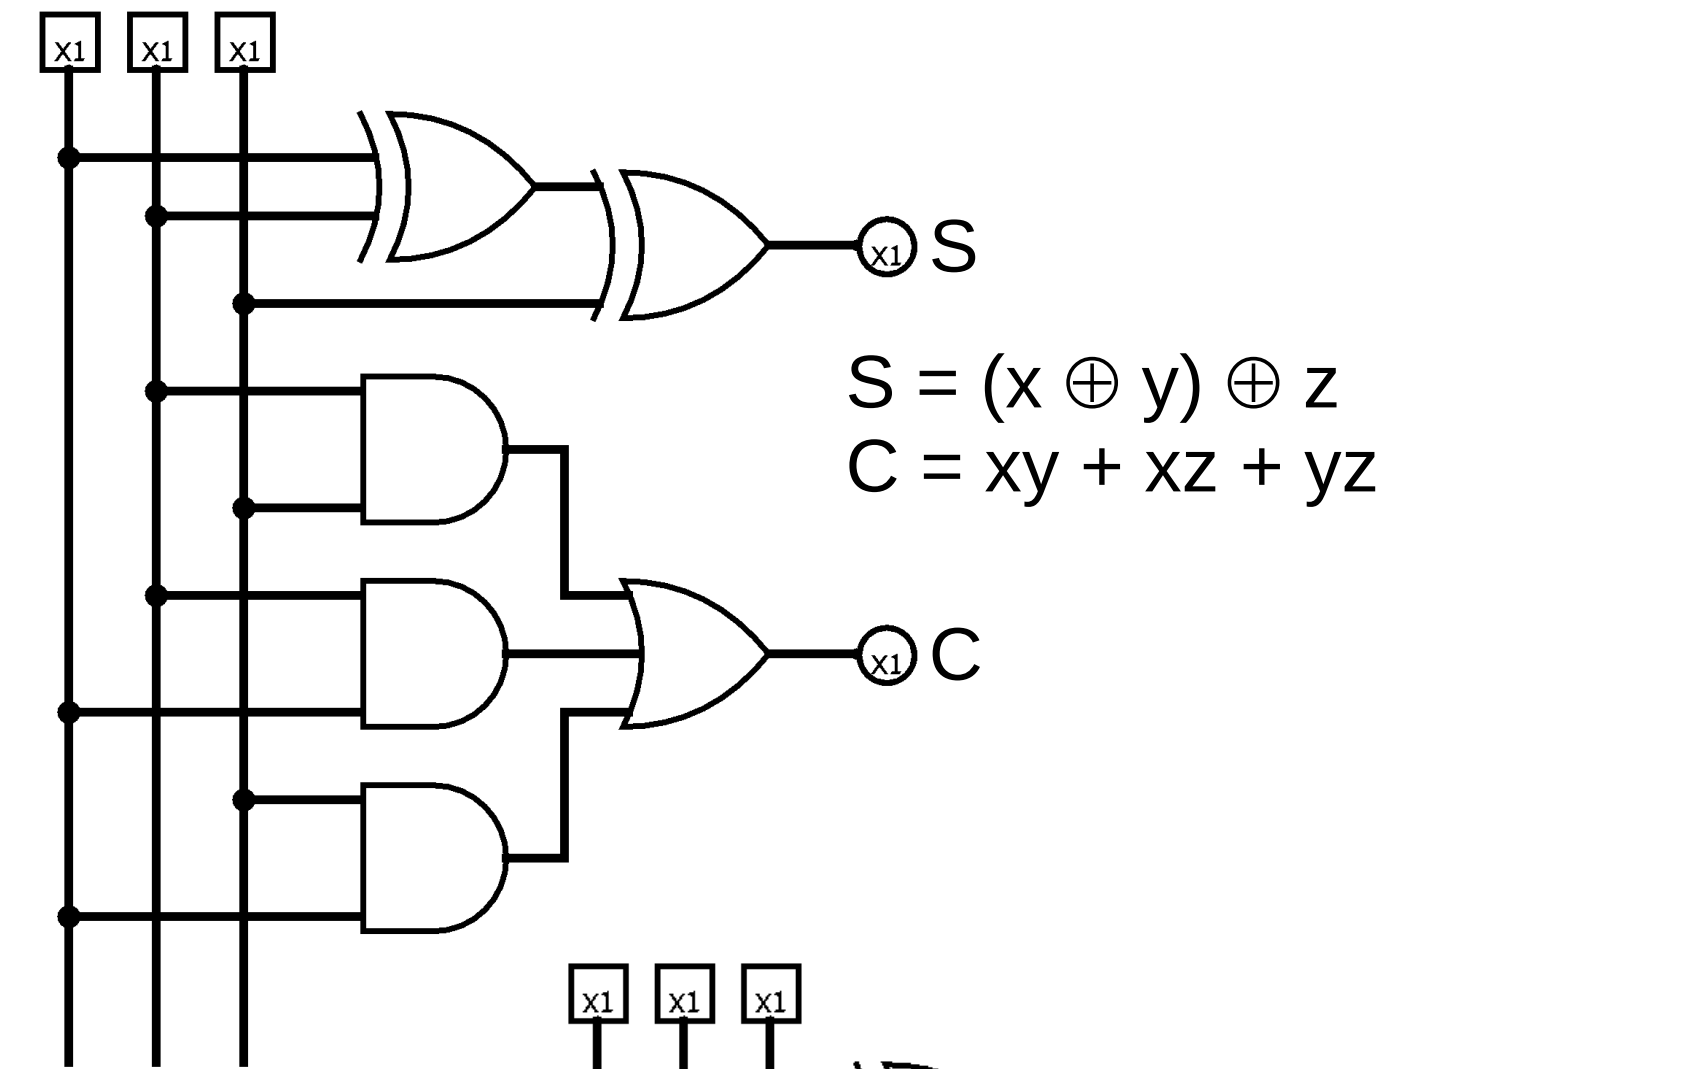 x1 x1 x1
x1 S
S = (x ⊕ y) ⊕ z
C = xy + xz + yz
x1 C
x1 x1 x1